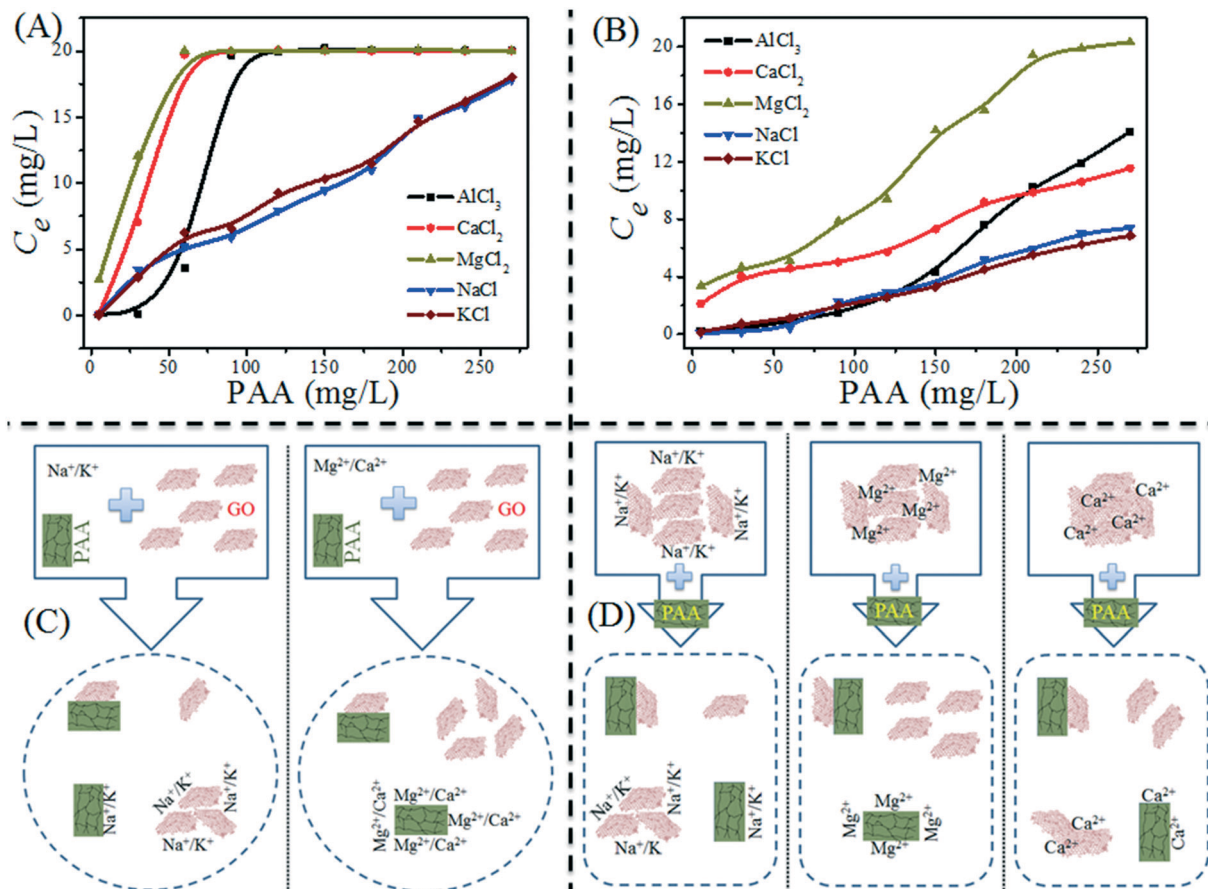 (A)
20
15
10
5
0
C_e (mg/L)
AlCl₃
CaCl₂
MgCl₂
NaCl
KCl
0 50 100 150 200 250
PAA (mg/L)
(B)
20
16
12
8
4
0
C_e (mg/L)
AlCl₃
CaCl₂
MgCl₂
NaCl
KCl
0 50 100 150 200 250
PAA (mg/L)
(C)
Na⁺/K⁺
PAA
GO
Na⁺/K⁺
Na⁺/K⁺
Na⁺/K⁺
Na⁺/K⁺
Mg²⁺/Ca²⁺
PAA
GO
Mg²⁺/Ca²⁺
Mg²⁺/Ca²⁺
Mg²⁺/Ca²⁺
Mg²⁺/Ca²⁺
(D)
Na⁺/K⁺
Na⁺/K⁺
Na⁺/K⁺
Na⁺/K⁺
PAA
Na⁺/K⁺
Na⁺/K⁺
Na⁺/K
Na⁺/K⁺
Mg²⁺
Mg²⁺
Mg²⁺
Mg²⁺
PAA
Mg²⁺
Mg²⁺
Mg²⁺
Mg²⁺
Ca²⁺
Ca²⁺
Ca²⁺
Ca²⁺
PAA
Ca²⁺
Ca²⁺
Ca²⁺
Ca²⁺